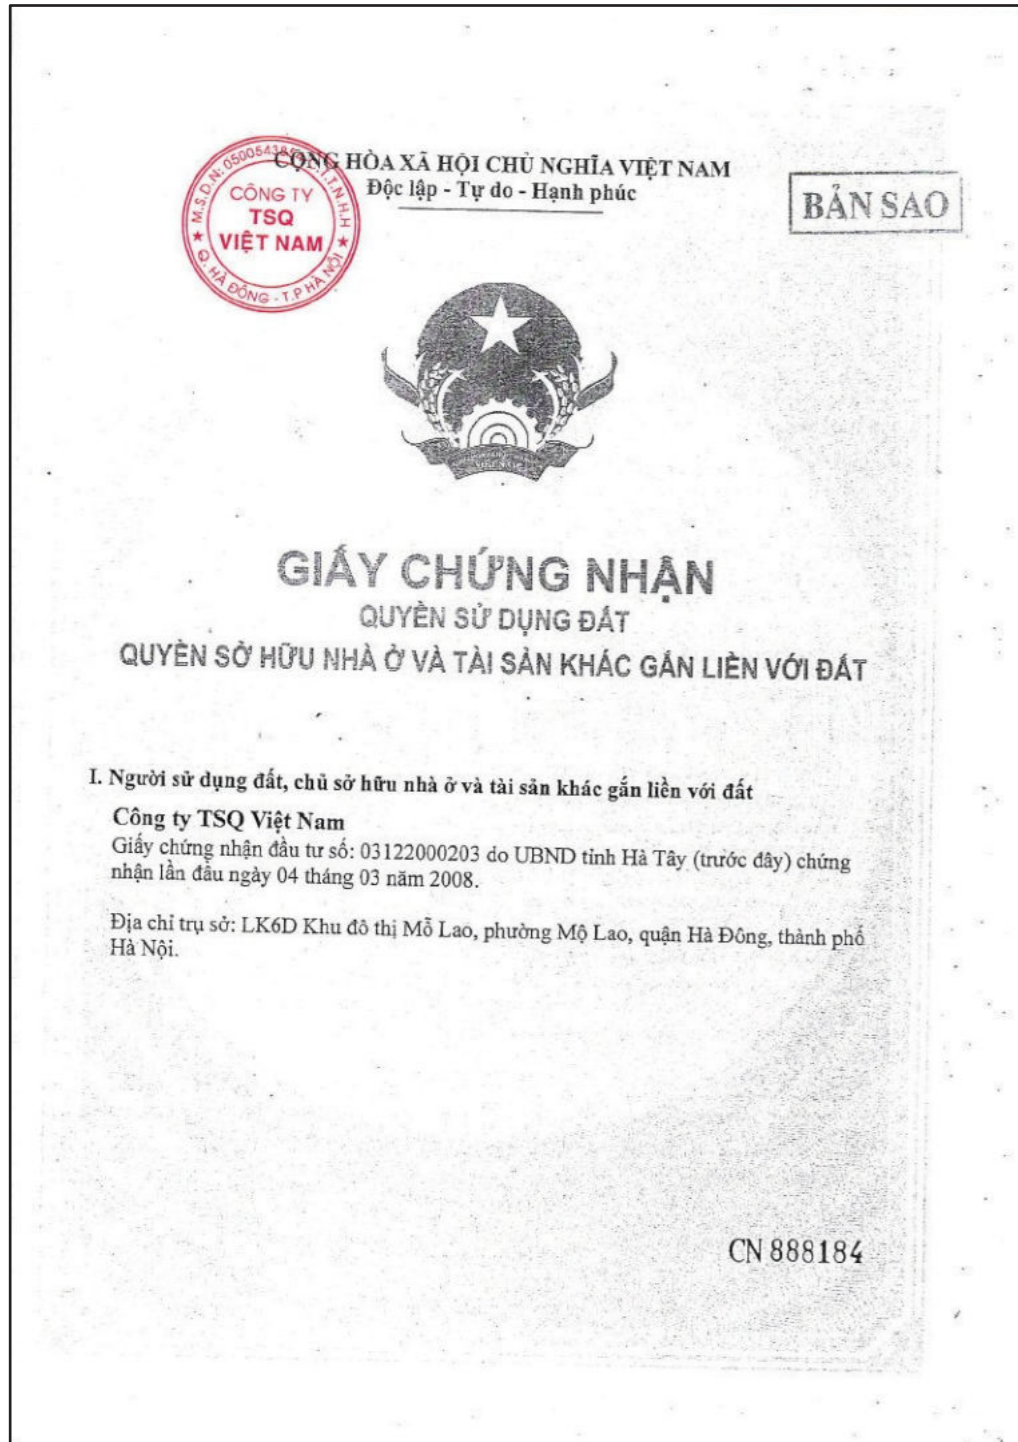 CỘNG HÒA XÃ HỘI CHỦ NGHĨA VIỆT NAM
Độc lập - Tự do - Hạnh phúc
BẢN SAO
M.S.D.N: 05005438 T.N.H.H
CÔNG TY
TSQ
VIỆT NAM
Q. HÀ ĐÔNG - T.P HÀ NỘI
GIẤY CHỨNG NHẬN
QUYỀN SỬ DỤNG ĐẤT
QUYỀN SỞ HỮU NHÀ Ở VÀ TÀI SẢN KHÁC GẮN LIỀN VỚI ĐẤT
I. Người sử dụng đất, chủ sở hữu nhà ở và tài sản khác gắn liền với đất
Công ty TSQ Việt Nam
Giấy chứng nhận đầu tư số: 03122000203 do UBND tỉnh Hà Tây (trước đây) chứng
nhận lần đầu ngày 04 tháng 03 năm 2008.
Địa chỉ trụ sở: LK6D Khu đô thị Mỗ Lao, phường Mộ Lao, quận Hà Đông, thành phố
Hà Nội.
CN 888184